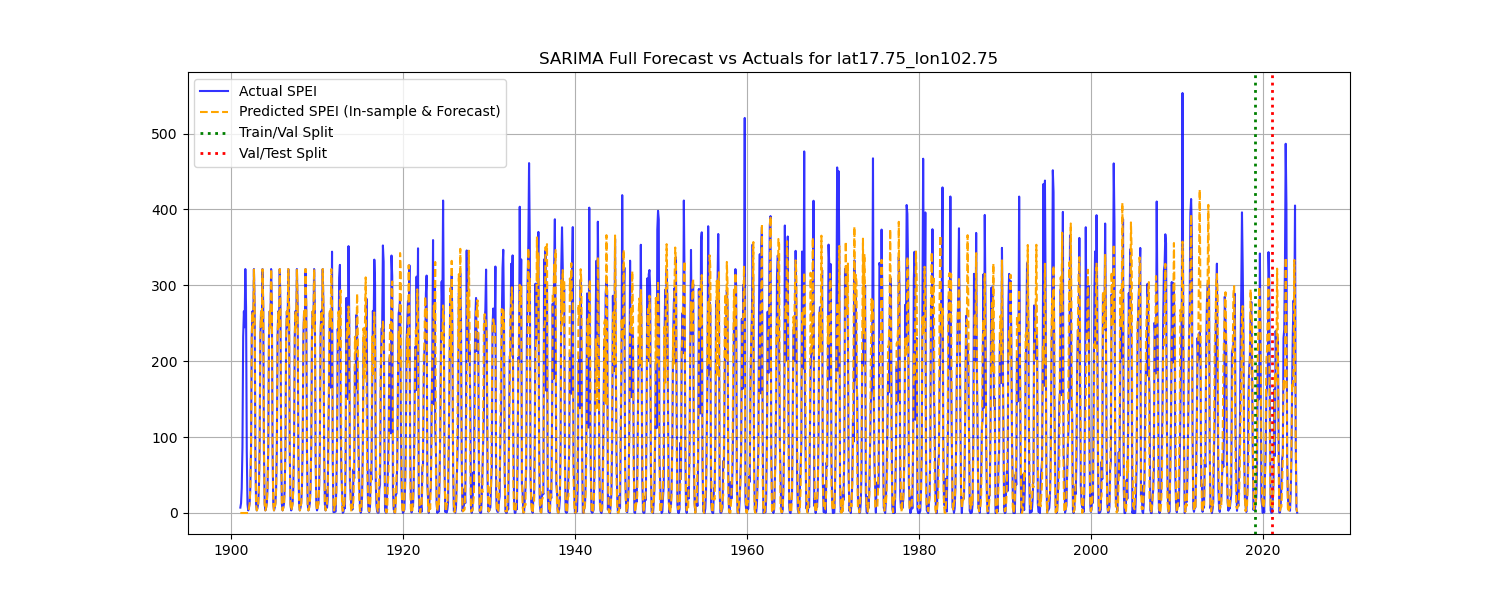 SARIMA Full Forecast vs Actuals for lat17.75_lon102.75
Actual SPEI
Predicted SPEI (In-sample & Forecast)
Train/Val Split
Val/Test Split
500
400
300
200
100
0
1900 1920 1940 1960 1980 2000 2020